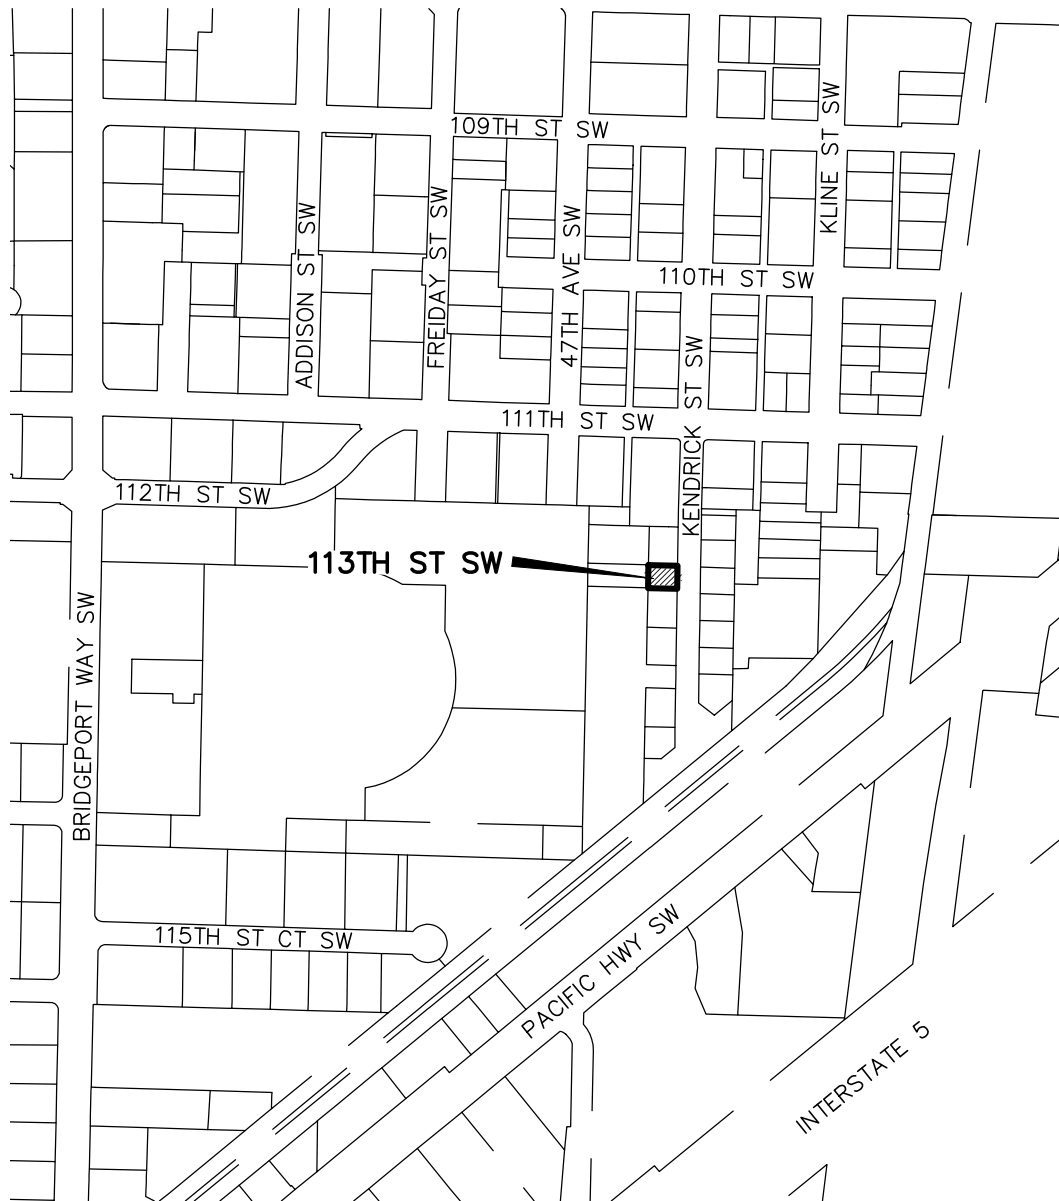 109TH ST SW
KLINE ST SW
ADDISON ST SW
FREIDAY ST SW
47TH AVE SW
110TH ST SW
KENDRICK ST SW
111TH ST SW
112TH ST SW
113TH ST SW
BRIDGEPORT WAY SW
115TH ST CT SW
PACIFIC HWY SW
INTERSTATE 5